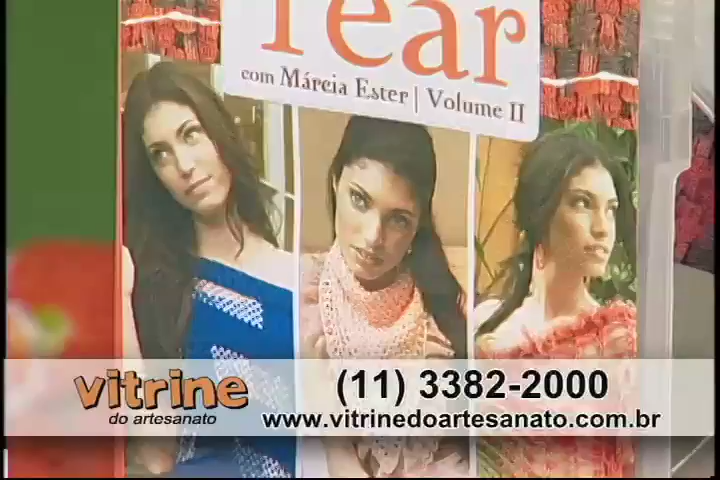 Tear
com Márcia Ester | Volume II
vitrine
do artesanato
(11) 3382-2000
www.vitrinedoartesanato.com.br